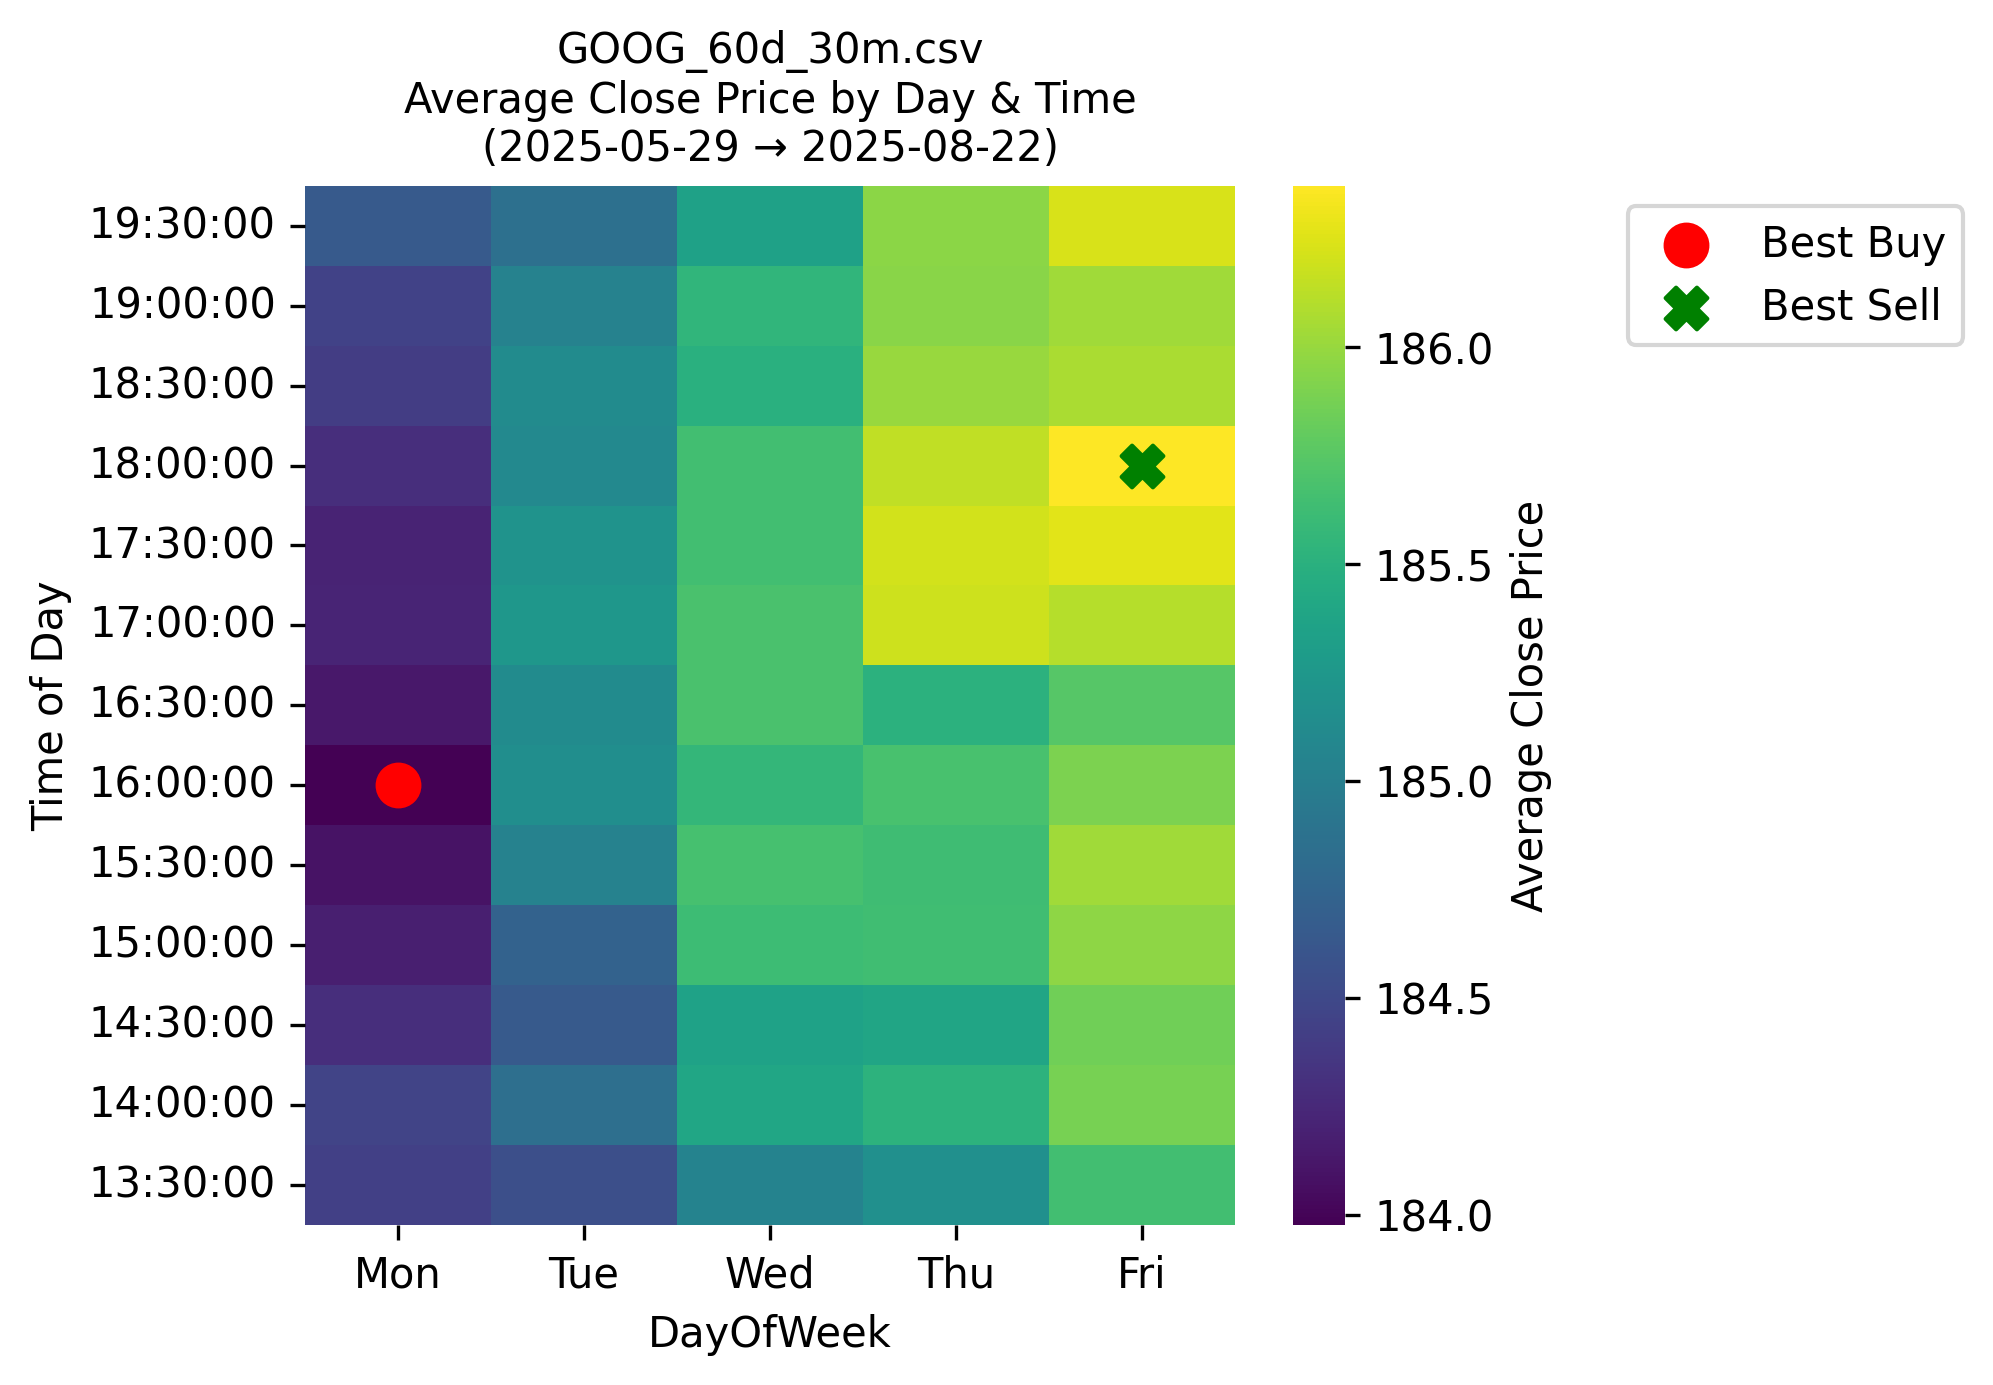 GOOG_60d_30m.csv
Average Close Price by Day & Time
(2025-05-29 → 2025-08-22)
Time of Day
19:30:00
19:00:00
18:30:00
18:00:00
17:30:00
17:00:00
16:30:00
16:00:00
15:30:00
15:00:00
14:30:00
14:00:00
13:30:00
Mon
Tue
Wed
Thu
Fri
DayOfWeek
186.0
185.5
185.0
184.5
184.0
Average Close Price
Best Buy
Best Sell